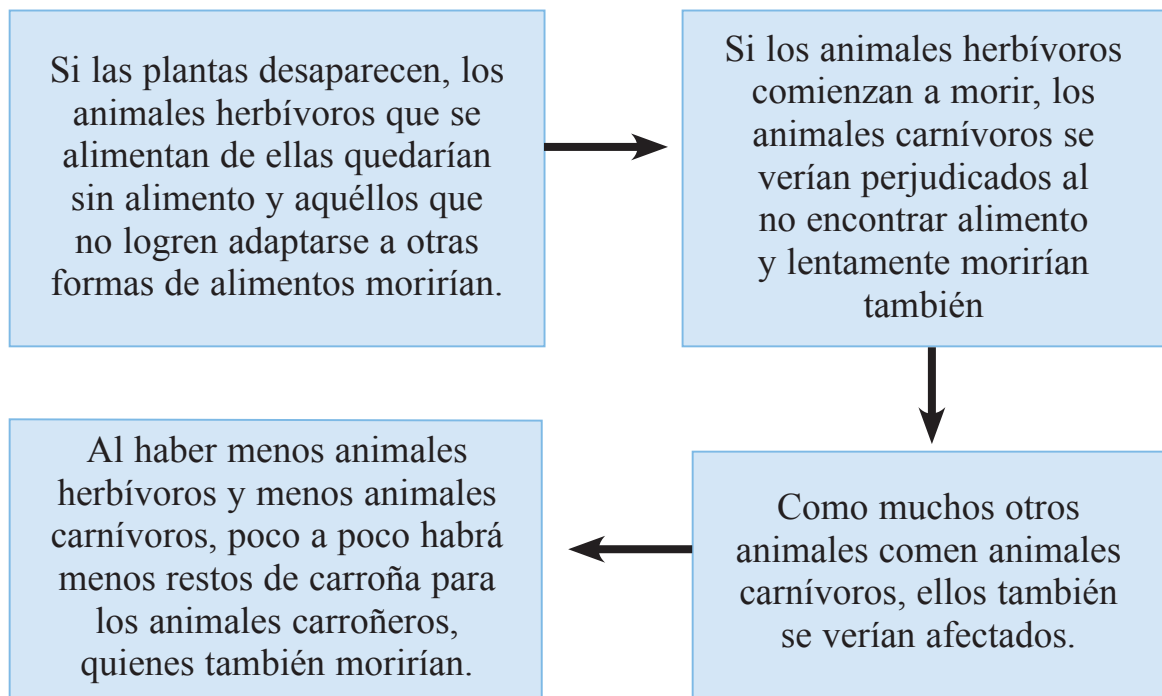 Si las plantas desaparecen, los
animales herbívoros que se
alimentan de ellas quedarían
sin alimento y aquéllos que
no logren adaptarse a otras
formas de alimentos morirían.
Si los animales herbívoros
comienzan a morir, los
animales carnívoros se
verían perjudicados al
no encontrar alimento
y lentamente morirían
también
Como muchos otros
animales comen animales
carnívoros, ellos también
se verían afectados.
Al haber menos animales
herbívoros y menos animales
carnívoros, poco a poco habrá
menos restos de carroña para
los animales carroñeros,
quienes también morirían.